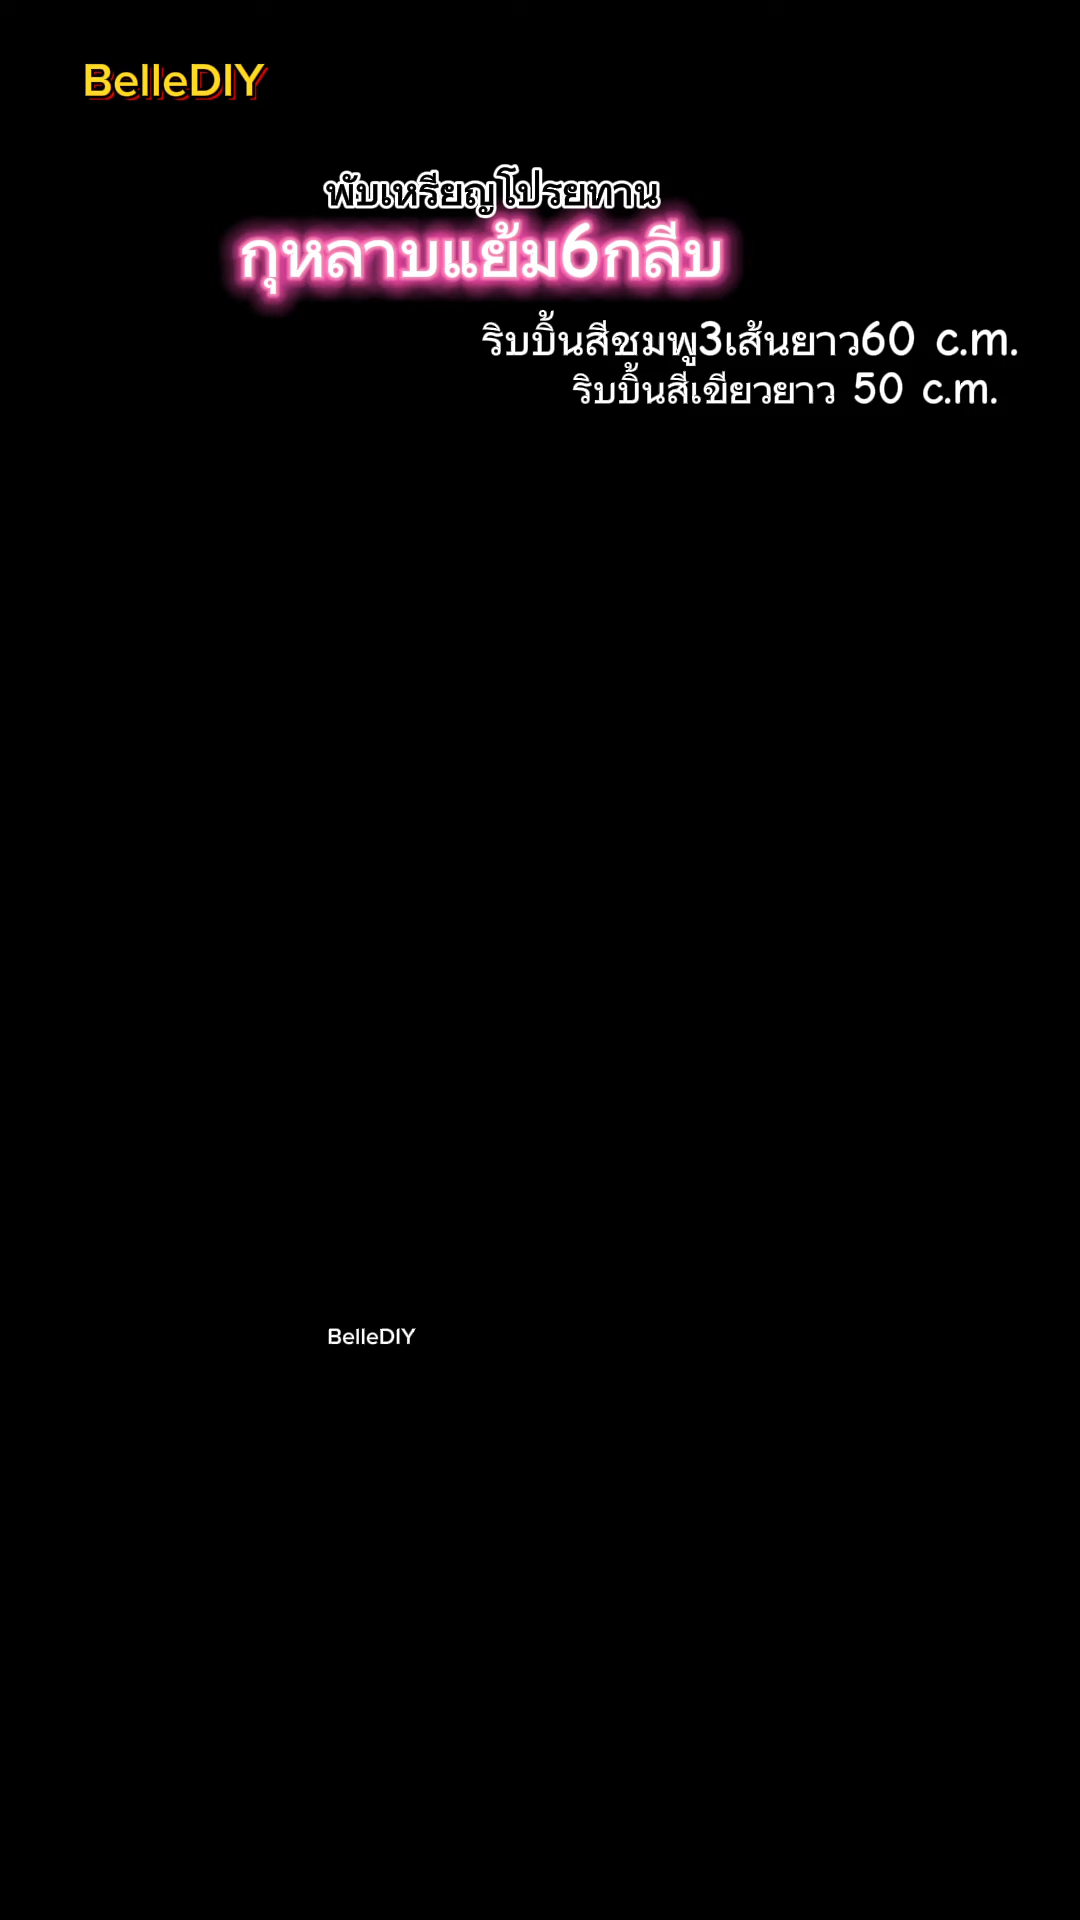 BelleDIY
พับเหรียญโปรยทาน
กุหลาบแย้ม6กลีบ
ริบบิ้นสีชมพู3เส้นยาว60 c.m.
ริบบิ้นสีเขียวยาว 50 c.m.
BelleDIY